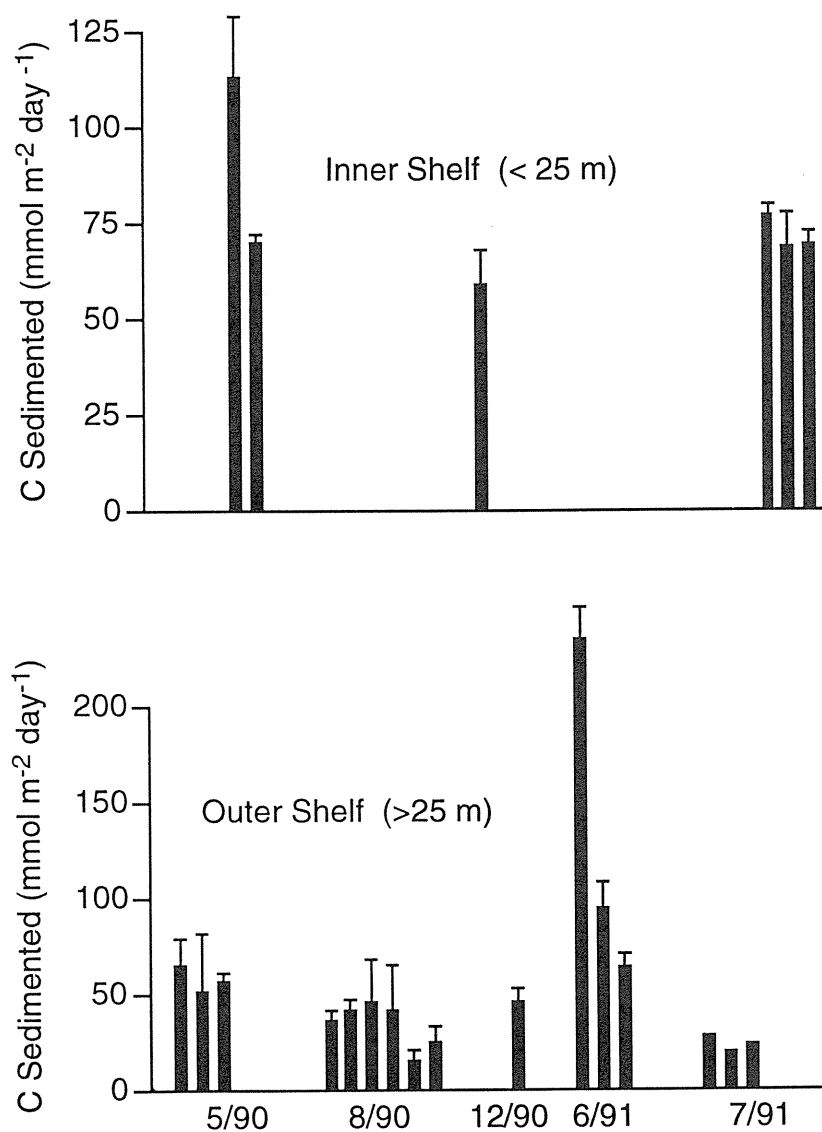 C Sedimented (mmol m-2 day -1)
125
100
75
50
25
0
Inner Shelf (< 25 m)
C Sedimented (mmol m-2 day-1)
200
150
100
50
0
Outer Shelf (>25 m)
5/90 8/90 12/90 6/91 7/91